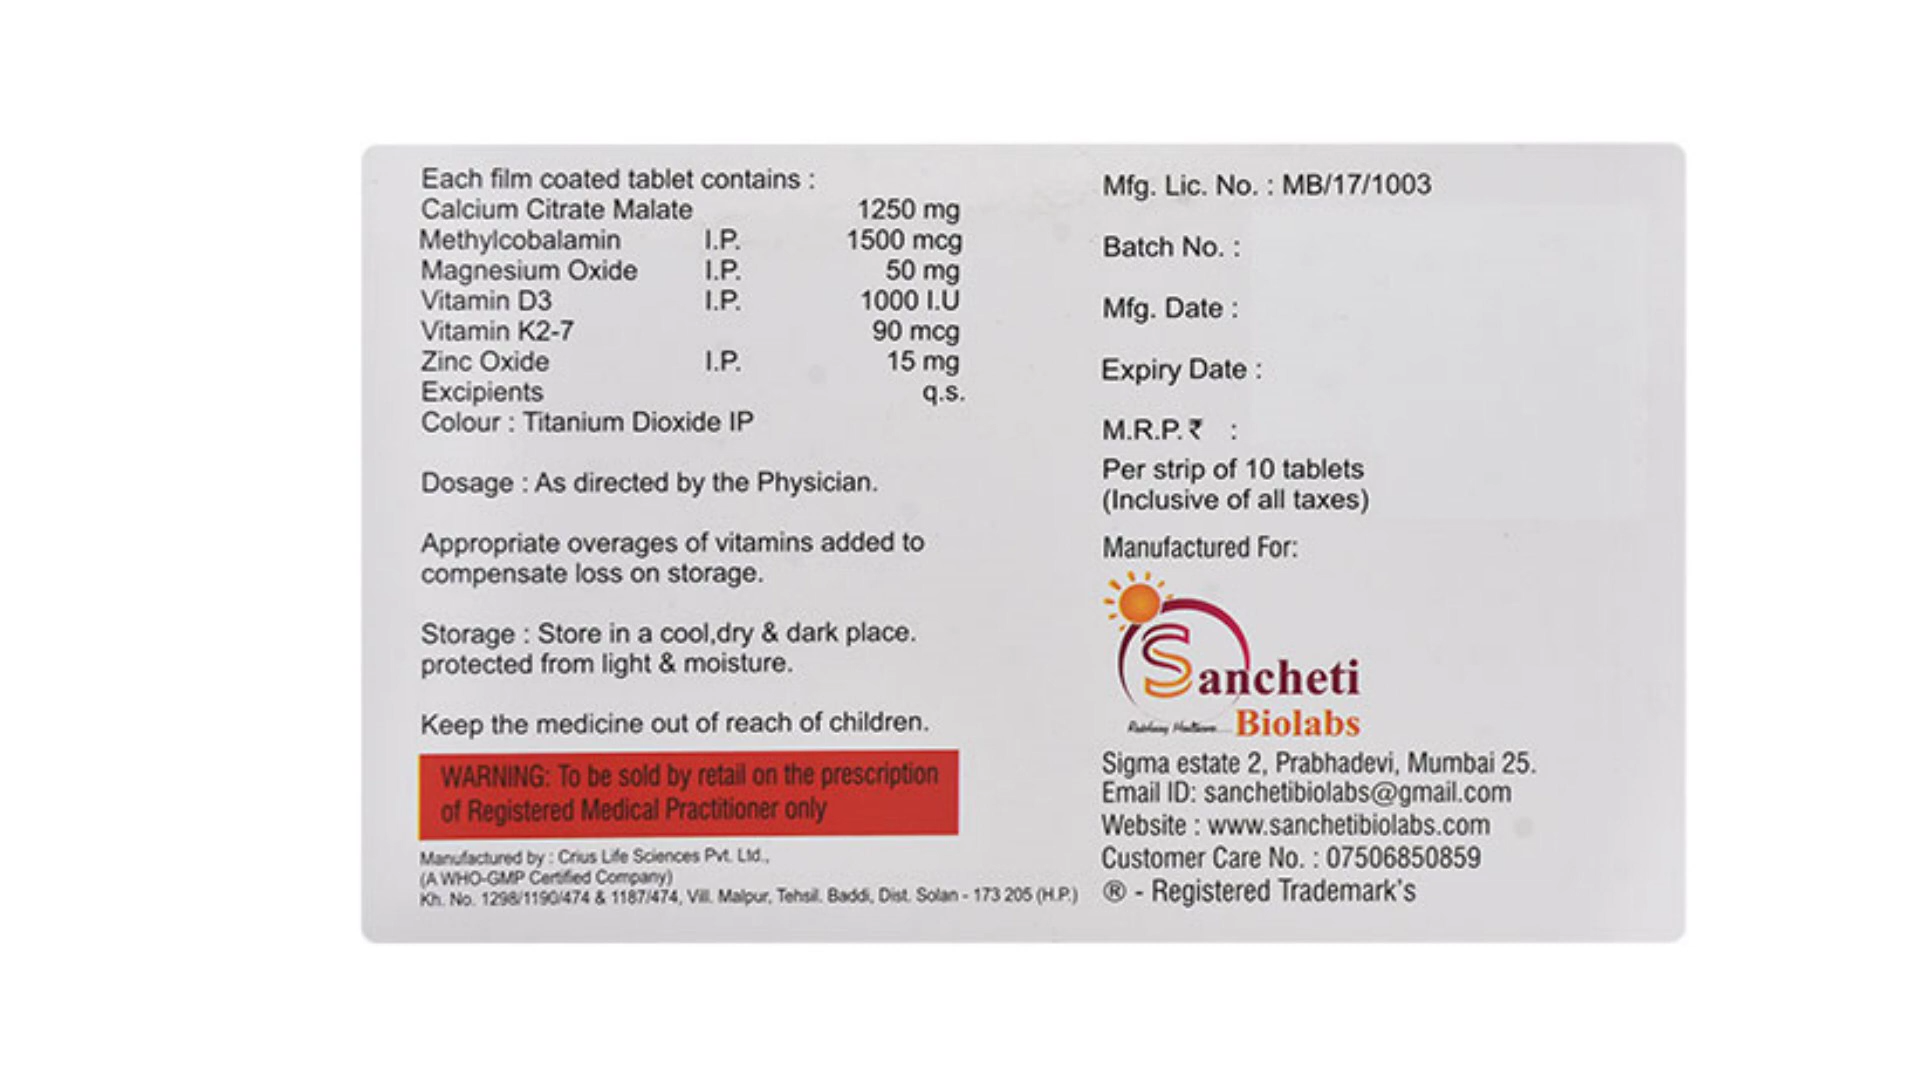 Each film coated tablet contains :
Calcium Citrate Malate 1250 mg
Methylcobalamin I.P. 1500 mcg
Magnesium Oxide I.P. 50 mg
Vitamin D3 I.P. 1000 I.U
Vitamin K2-7 90 mcg
Zinc Oxide I.P. 15 mg
Excipients q.s.
Colour : Titanium Dioxide IP
Dosage : As directed by the Physician.
Appropriate overages of vitamins added to
compensate loss on storage.
Storage : Store in a cool,dry & dark place.
protected from light & moisture.
Keep the medicine out of reach of children.
WARNING: To be sold by retail on the prescription
of Registered Medical Practitioner only
Manufactured by : Crius Life Sciences Pvt. Ltd.,
(A WHO-GMP Certified Company)
Kh. No. 1298/1190/474 & 1187/474, Vill. Malpur, Tehsil. Baddi, Dist. Solan - 173 205 (H.P.)
Mfg. Lic. No. : MB/17/1003
Batch No. :
Mfg. Date :
Expiry Date :
M.R.P. ₹ :
Per strip of 10 tablets
(Inclusive of all taxes)
Manufactured For:
Sancheti
Biolabs
Sigma estate 2, Prabhadevi, Mumbai 25.
Email ID: sanchetibiolabs@gmail.com
Website : www.sanchetibiolabs.com
Customer Care No. : 07506850859
® - Registered Trademark's